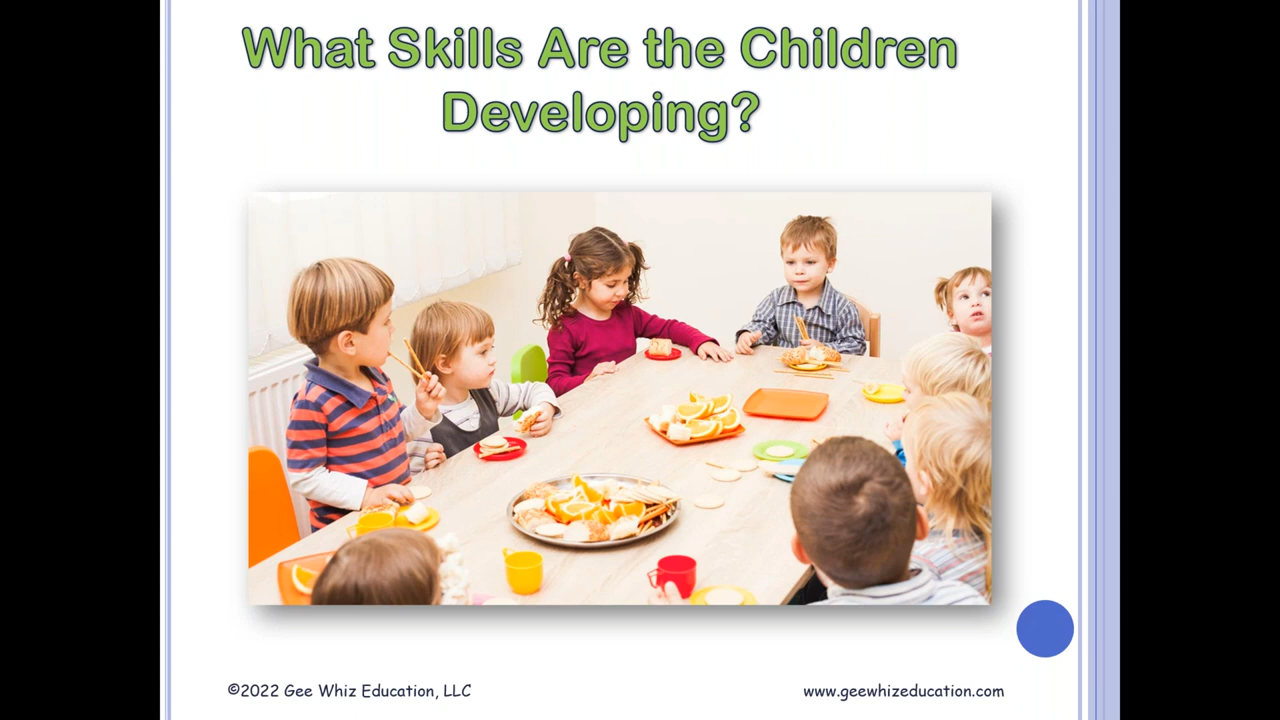 What Skills Are the Children
Developing?
©2022 Gee Whiz Education, LLC
www.geewhizeducation.com